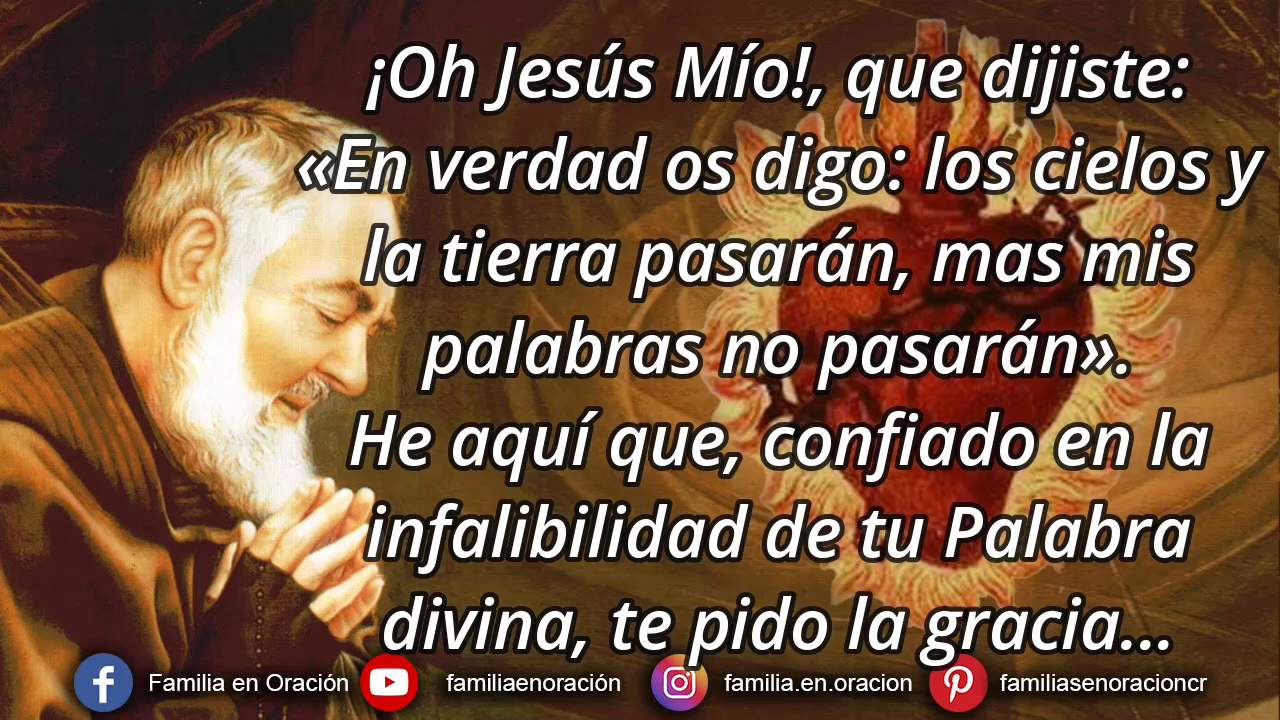 ¡Oh Jesús Mío!, que dijiste:
«En verdad os digo: los cielos y
la tierra pasarán, mas mis
palabras no pasarán».
He aquí que, confiado en la
infalibilidad de tu Palabra
divina, te pido la gracia...
Familia en Oración familiaenoración familia.en.oracion familiasenoracioncr